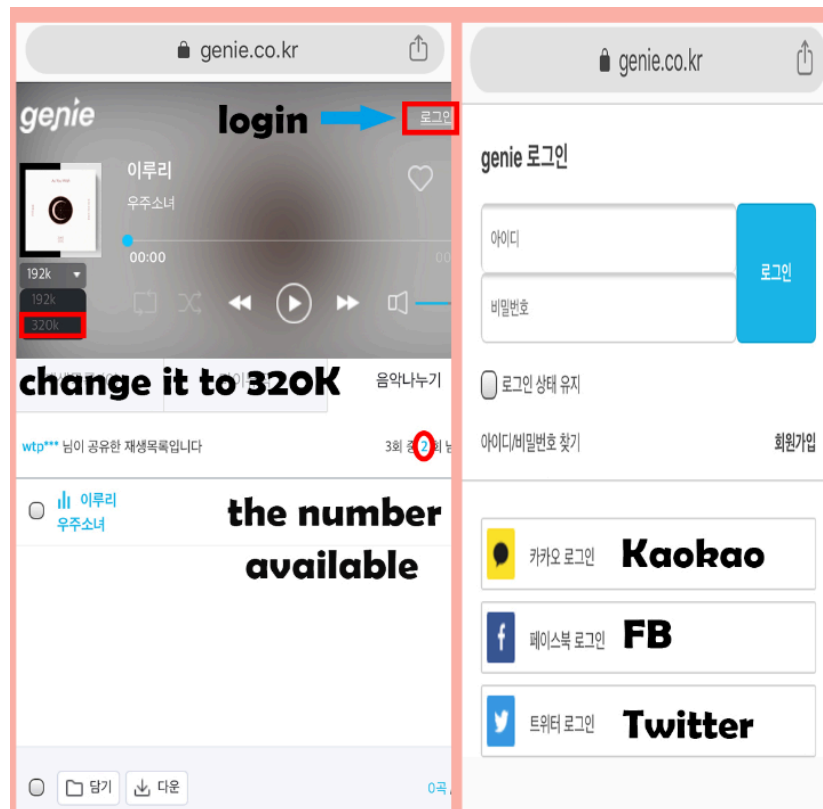 genie.co.kr
genie
login
로그인
이루리
우주소녀
00:00
00
192k
192k
320k
change it to 320K
음악나누기
wtp*** 님이 공유한 재생목록입니다
3회 중 2 회 남
이루리
우주소녀
the number
available
담기
다운
0곡
genie.co.kr
genie 로그인
아이디
비밀번호
로그인
로그인 상태 유지
아이디/비밀번호 찾기
회원가입
카카오 로그인
Kaokao
페이스북 로그인
FB
트위터 로그인
Twitter